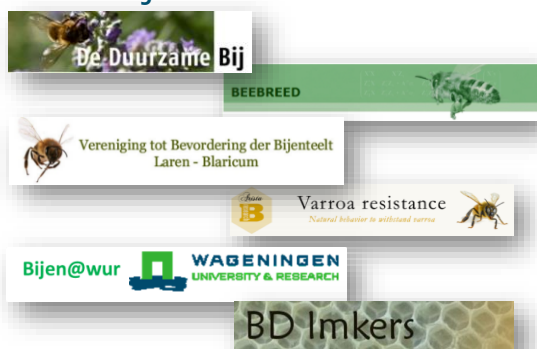 De Duurzame Bij
BEEBREED
Vereniging tot Bevordering der Bijenteelt
Laren - Blaricum
Arista
B
Varroa resistance
Natural behavior to withstand varroa
Bijen@wur
WAGENINGEN
UNIVERSITY & RESEARCH
BD Imkers